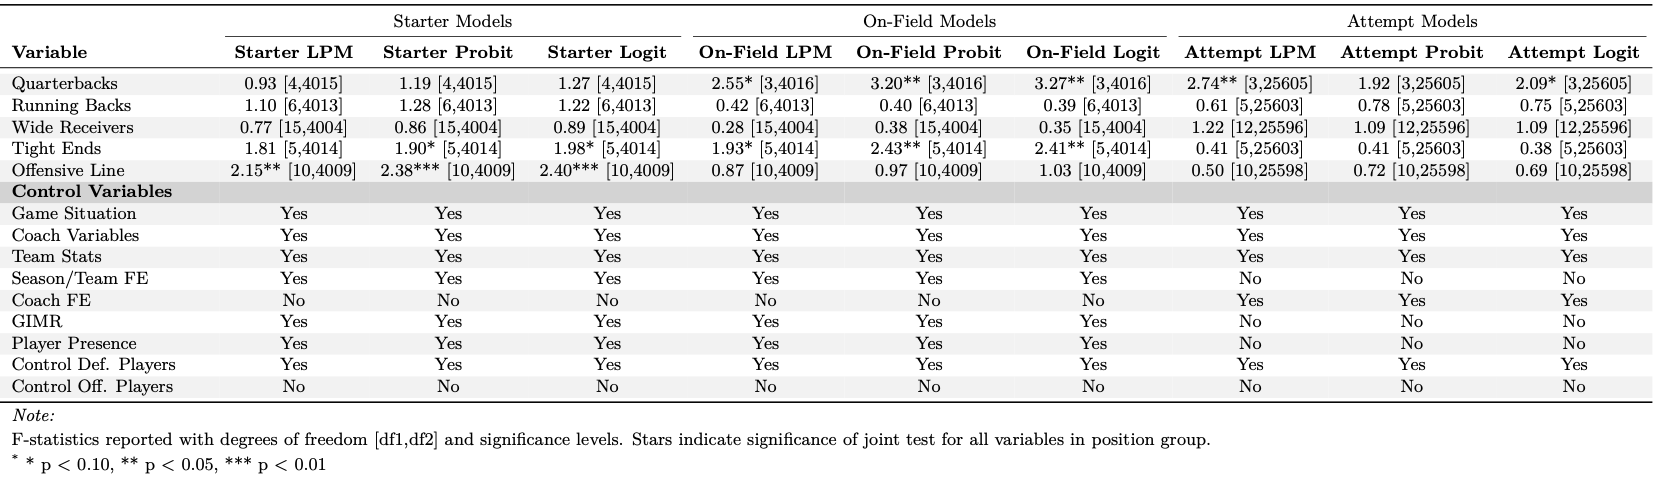 Starter Models On-Field Models Attempt Models
Variable Starter LPM Starter Probit Starter Logit On-Field LPM On-Field Probit On-Field Logit Attempt LPM Attempt Probit Attempt Logit
Quarterbacks 0.93 [4,4015] 1.19 [4,4015] 1.27 [4,4015] 2.55* [3,4016] 3.20** [3,4016] 3.27** [3,4016] 2.74** [3,25605] 1.92 [3,25605] 2.09* [3,25605]
Running Backs 1.10 [6,4013] 1.28 [6,4013] 1.22 [6,4013] 0.42 [6,4013] 0.40 [6,4013] 0.39 [6,4013] 0.61 [5,25603] 0.78 [5,25603] 0.75 [5,25603]
Wide Receivers 0.77 [15,4004] 0.86 [15,4004] 0.89 [15,4004] 0.28 [15,4004] 0.38 [15,4004] 0.35 [15,4004] 1.22 [12,25596] 1.09 [12,25596] 1.09 [12,25596]
Tight Ends 1.81 [5,4014] 1.90* [5,4014] 1.98* [5,4014] 1.93* [5,4014] 2.43** [5,4014] 2.41** [5,4014] 0.41 [5,25603] 0.41 [5,25603] 0.38 [5,25603]
Offensive Line 2.15** [10,4009] 2.38*** [10,4009] 2.40*** [10,4009] 0.87 [10,4009] 0.97 [10,4009] 1.03 [10,4009] 0.50 [10,25598] 0.72 [10,25598] 0.69 [10,25598]
Control Variables
Game Situation Yes Yes Yes Yes Yes Yes Yes Yes Yes
Coach Variables Yes Yes Yes Yes Yes Yes Yes Yes Yes
Team Stats Yes Yes Yes Yes Yes Yes Yes Yes Yes
Season/Team FE Yes Yes Yes Yes Yes Yes No No No
Coach FE No No No No No No Yes Yes Yes
GIMR Yes Yes Yes Yes Yes Yes No No No
Player Presence Yes Yes Yes Yes Yes Yes No No No
Control Def. Players Yes Yes Yes Yes Yes Yes Yes Yes Yes
Control Off. Players No No No No No No No No No
Note:
F-statistics reported with degrees of freedom [df1,df2] and significance levels. Stars indicate significance of joint test for all variables in position group.
* * p < 0.10, ** p < 0.05, *** p < 0.01